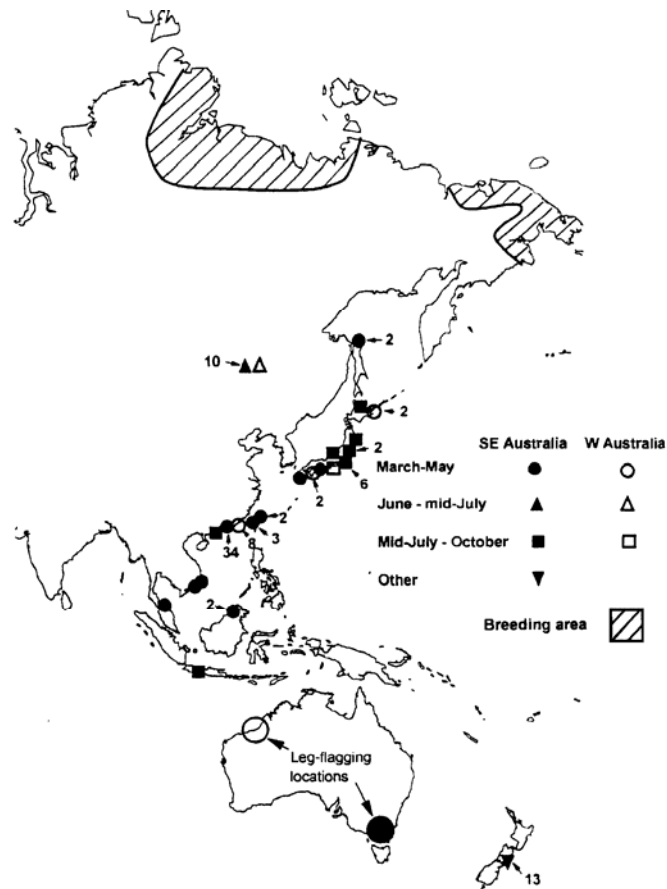 2
10
2
SE Australia W Australia
2
March-May
6
2
June - mid-July
2
3
8
34
Mid-July - October
Other
2
Breeding area
Leg-flagging
locations
13